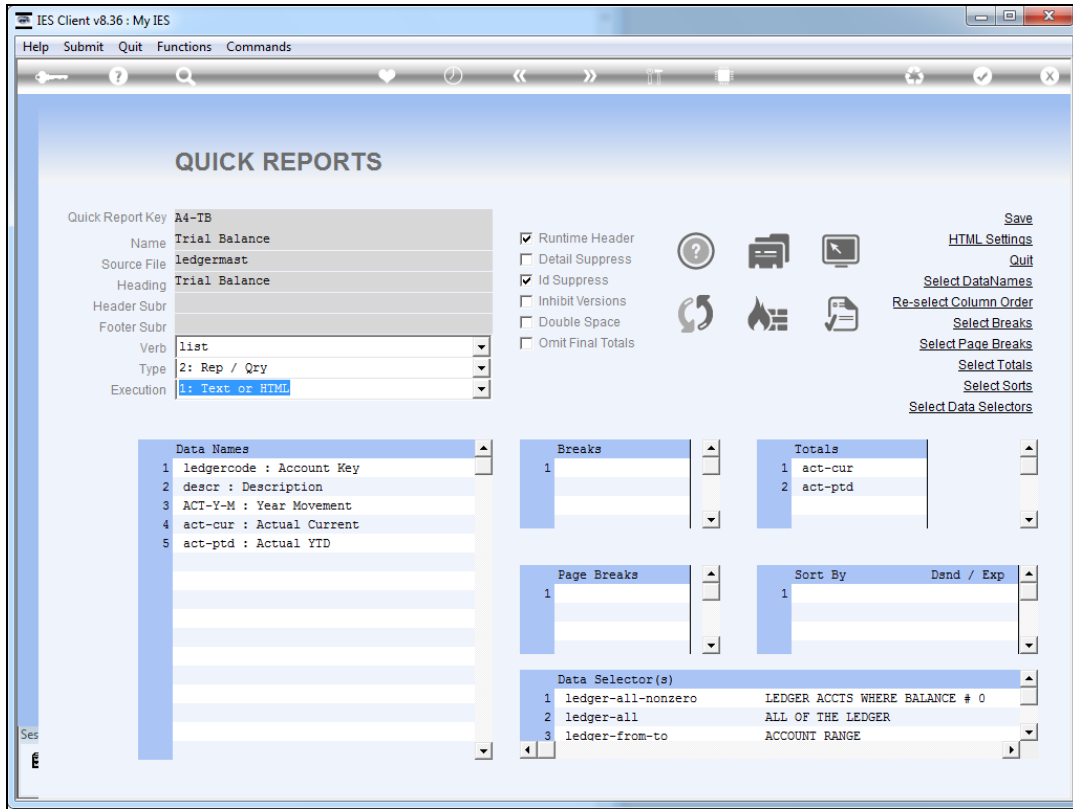 IES Client v8.36 : My IES
Help Submit Quit Functions Commands
QUICK REPORTS
Quick Report Key A4-TB
Name Trial Balance
Source File ledgermast
Heading Trial Balance
Header Subr
Footer Subr
Verb list
Type 2: Rep / Qry
Execution 1: Text or HTML
Runtime Header
Detail Suppress
Id Suppress
Inhibit Versions
Double Space
Omit Final Totals
Save
HTML Settings
Quit
Select DataNames
Re-select Column Order
Select Breaks
Select Page Breaks
Select Totals
Select Sorts
Select Data Selectors
Data Names
1 ledgercode : Account Key
2 descr : Description
3 ACT-Y-M : Year Movement
4 act-cur : Actual Current
5 act-ptd : Actual YTD
Breaks
1
Totals
1 act-cur
2 act-ptd
Page Breaks
1
Sort By Dsnd / Exp
1
Data Selector(s)
1 ledger-all-nonzero LEDGER ACCTS WHERE BALANCE # 0
2 ledger-all ALL OF THE LEDGER
3 ledger-from-to ACCOUNT RANGE
Ses